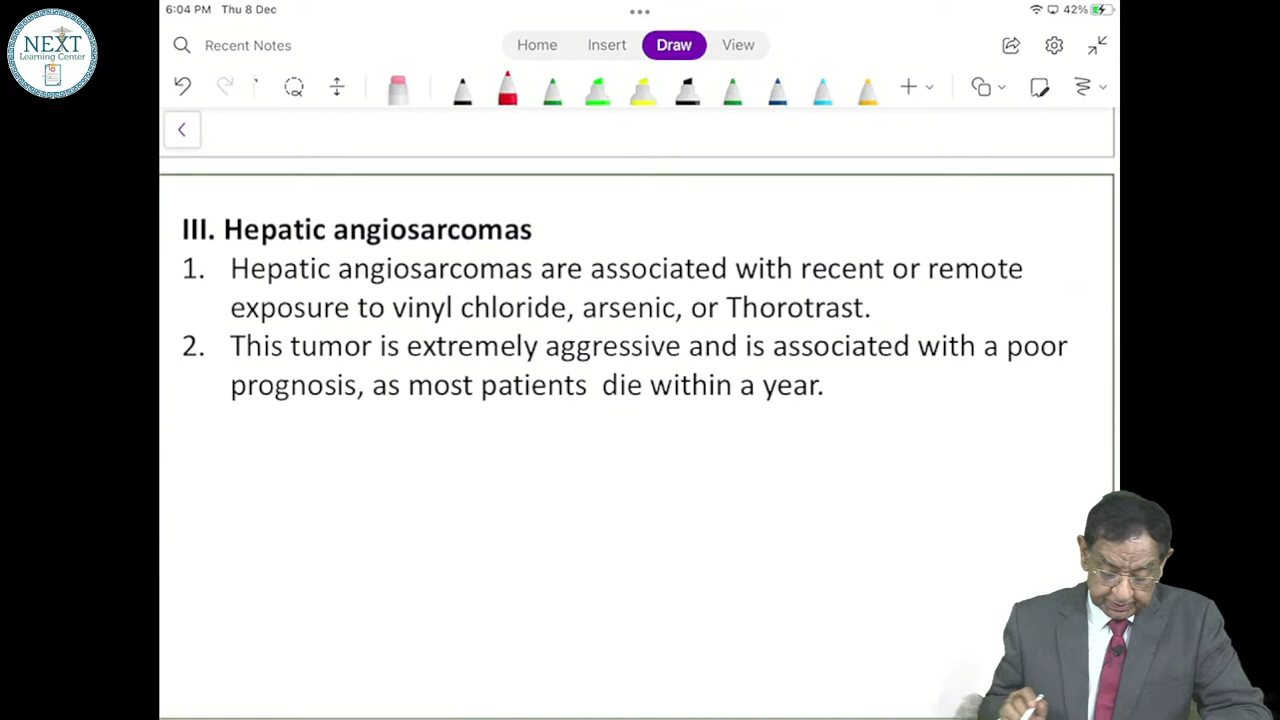 6:04 PM Thu 8 Dec
42%
NEXT
Learning Center
Recent Notes
Home Insert Draw View
III. Hepatic angiosarcomas
1. Hepatic angiosarcomas are associated with recent or remote
exposure to vinyl chloride, arsenic, or Thorotrast.
2. This tumor is extremely aggressive and is associated with a poor
prognosis, as most patients die within a year.